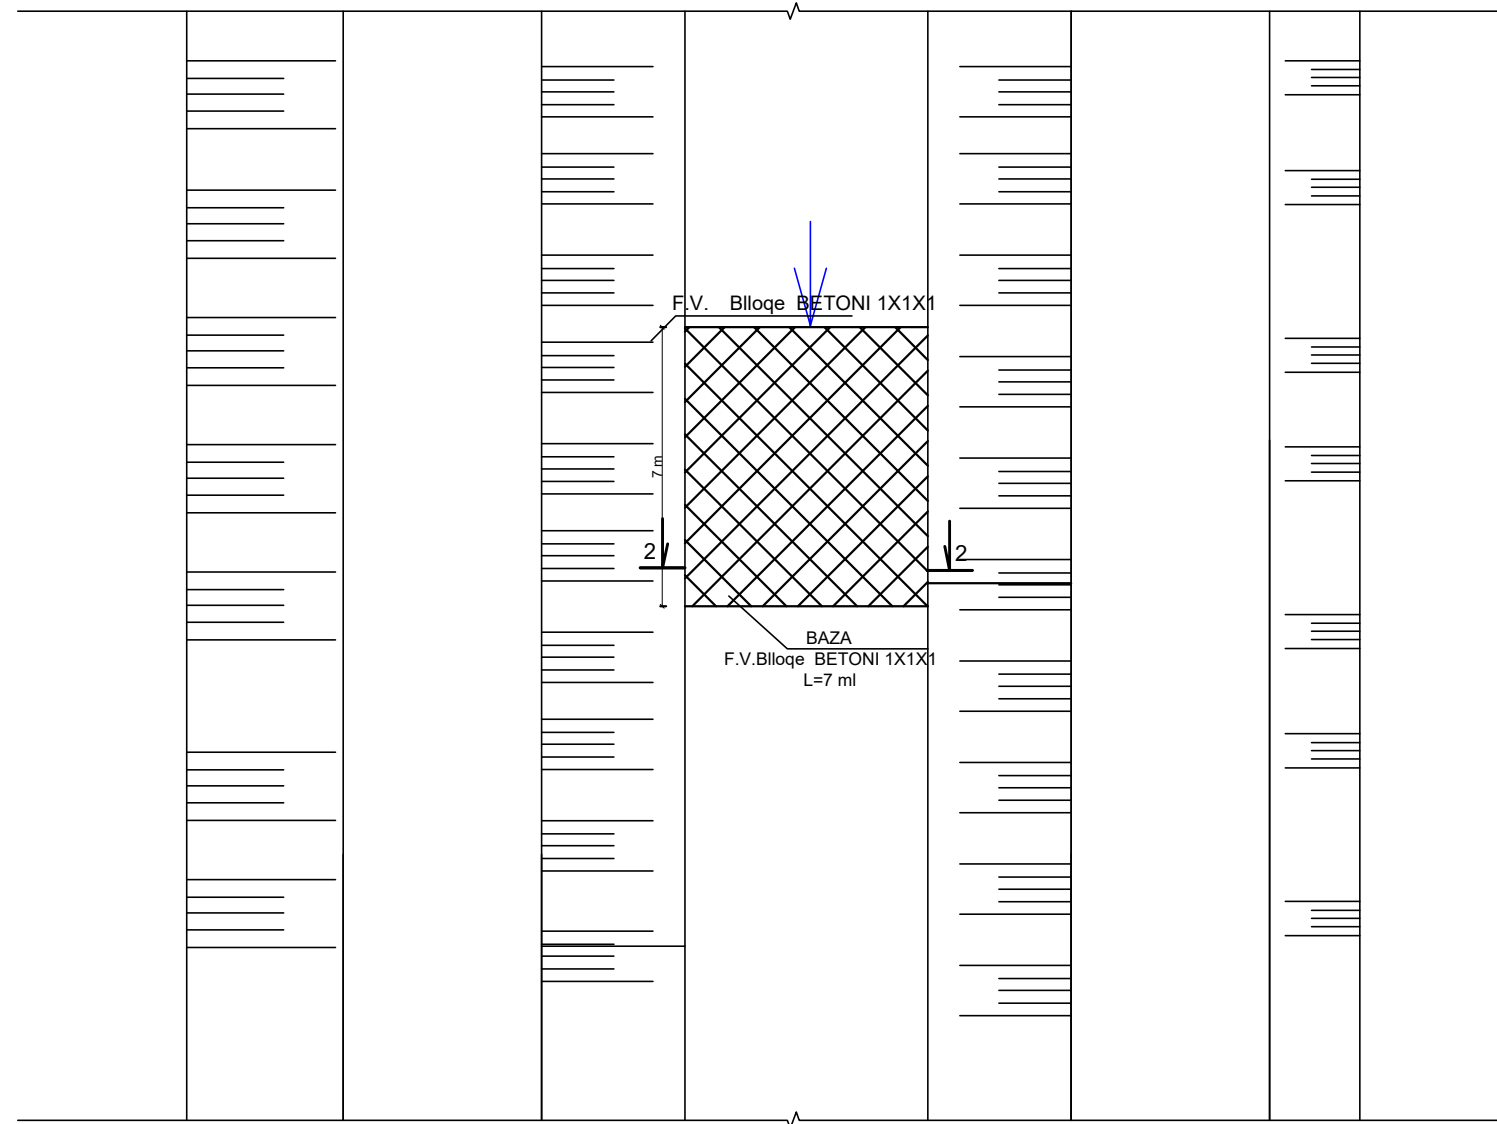 F.V. Blloqe BETONI 1X1X1
7 m
2
2
BAZA
F.V.Blloqe BETONI 1X1X1
L=7 ml